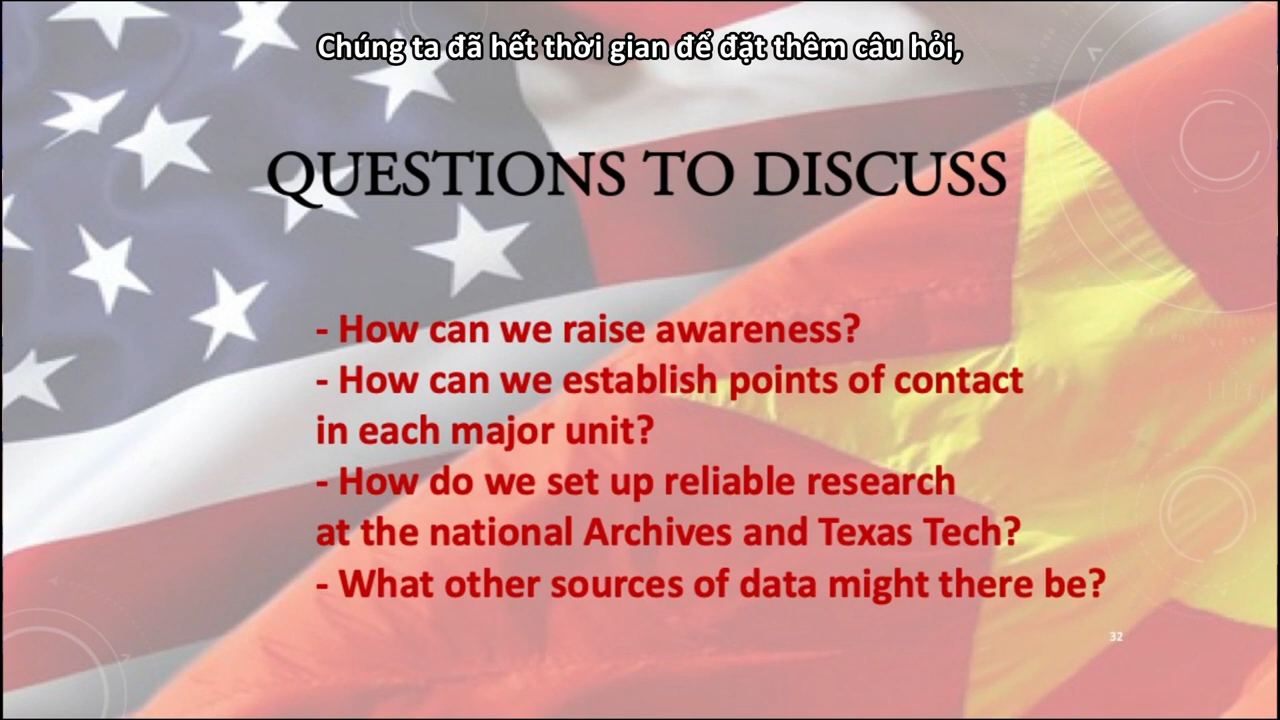 Chúng ta đã hết thời gian để đặt thêm câu hỏi,
QUESTIONS TO DISCUSS
- How can we raise awareness?
- How can we establish points of contact
in each major unit?
- How do we set up reliable research
at the national Archives and Texas Tech?
- What other sources of data might there be?
32